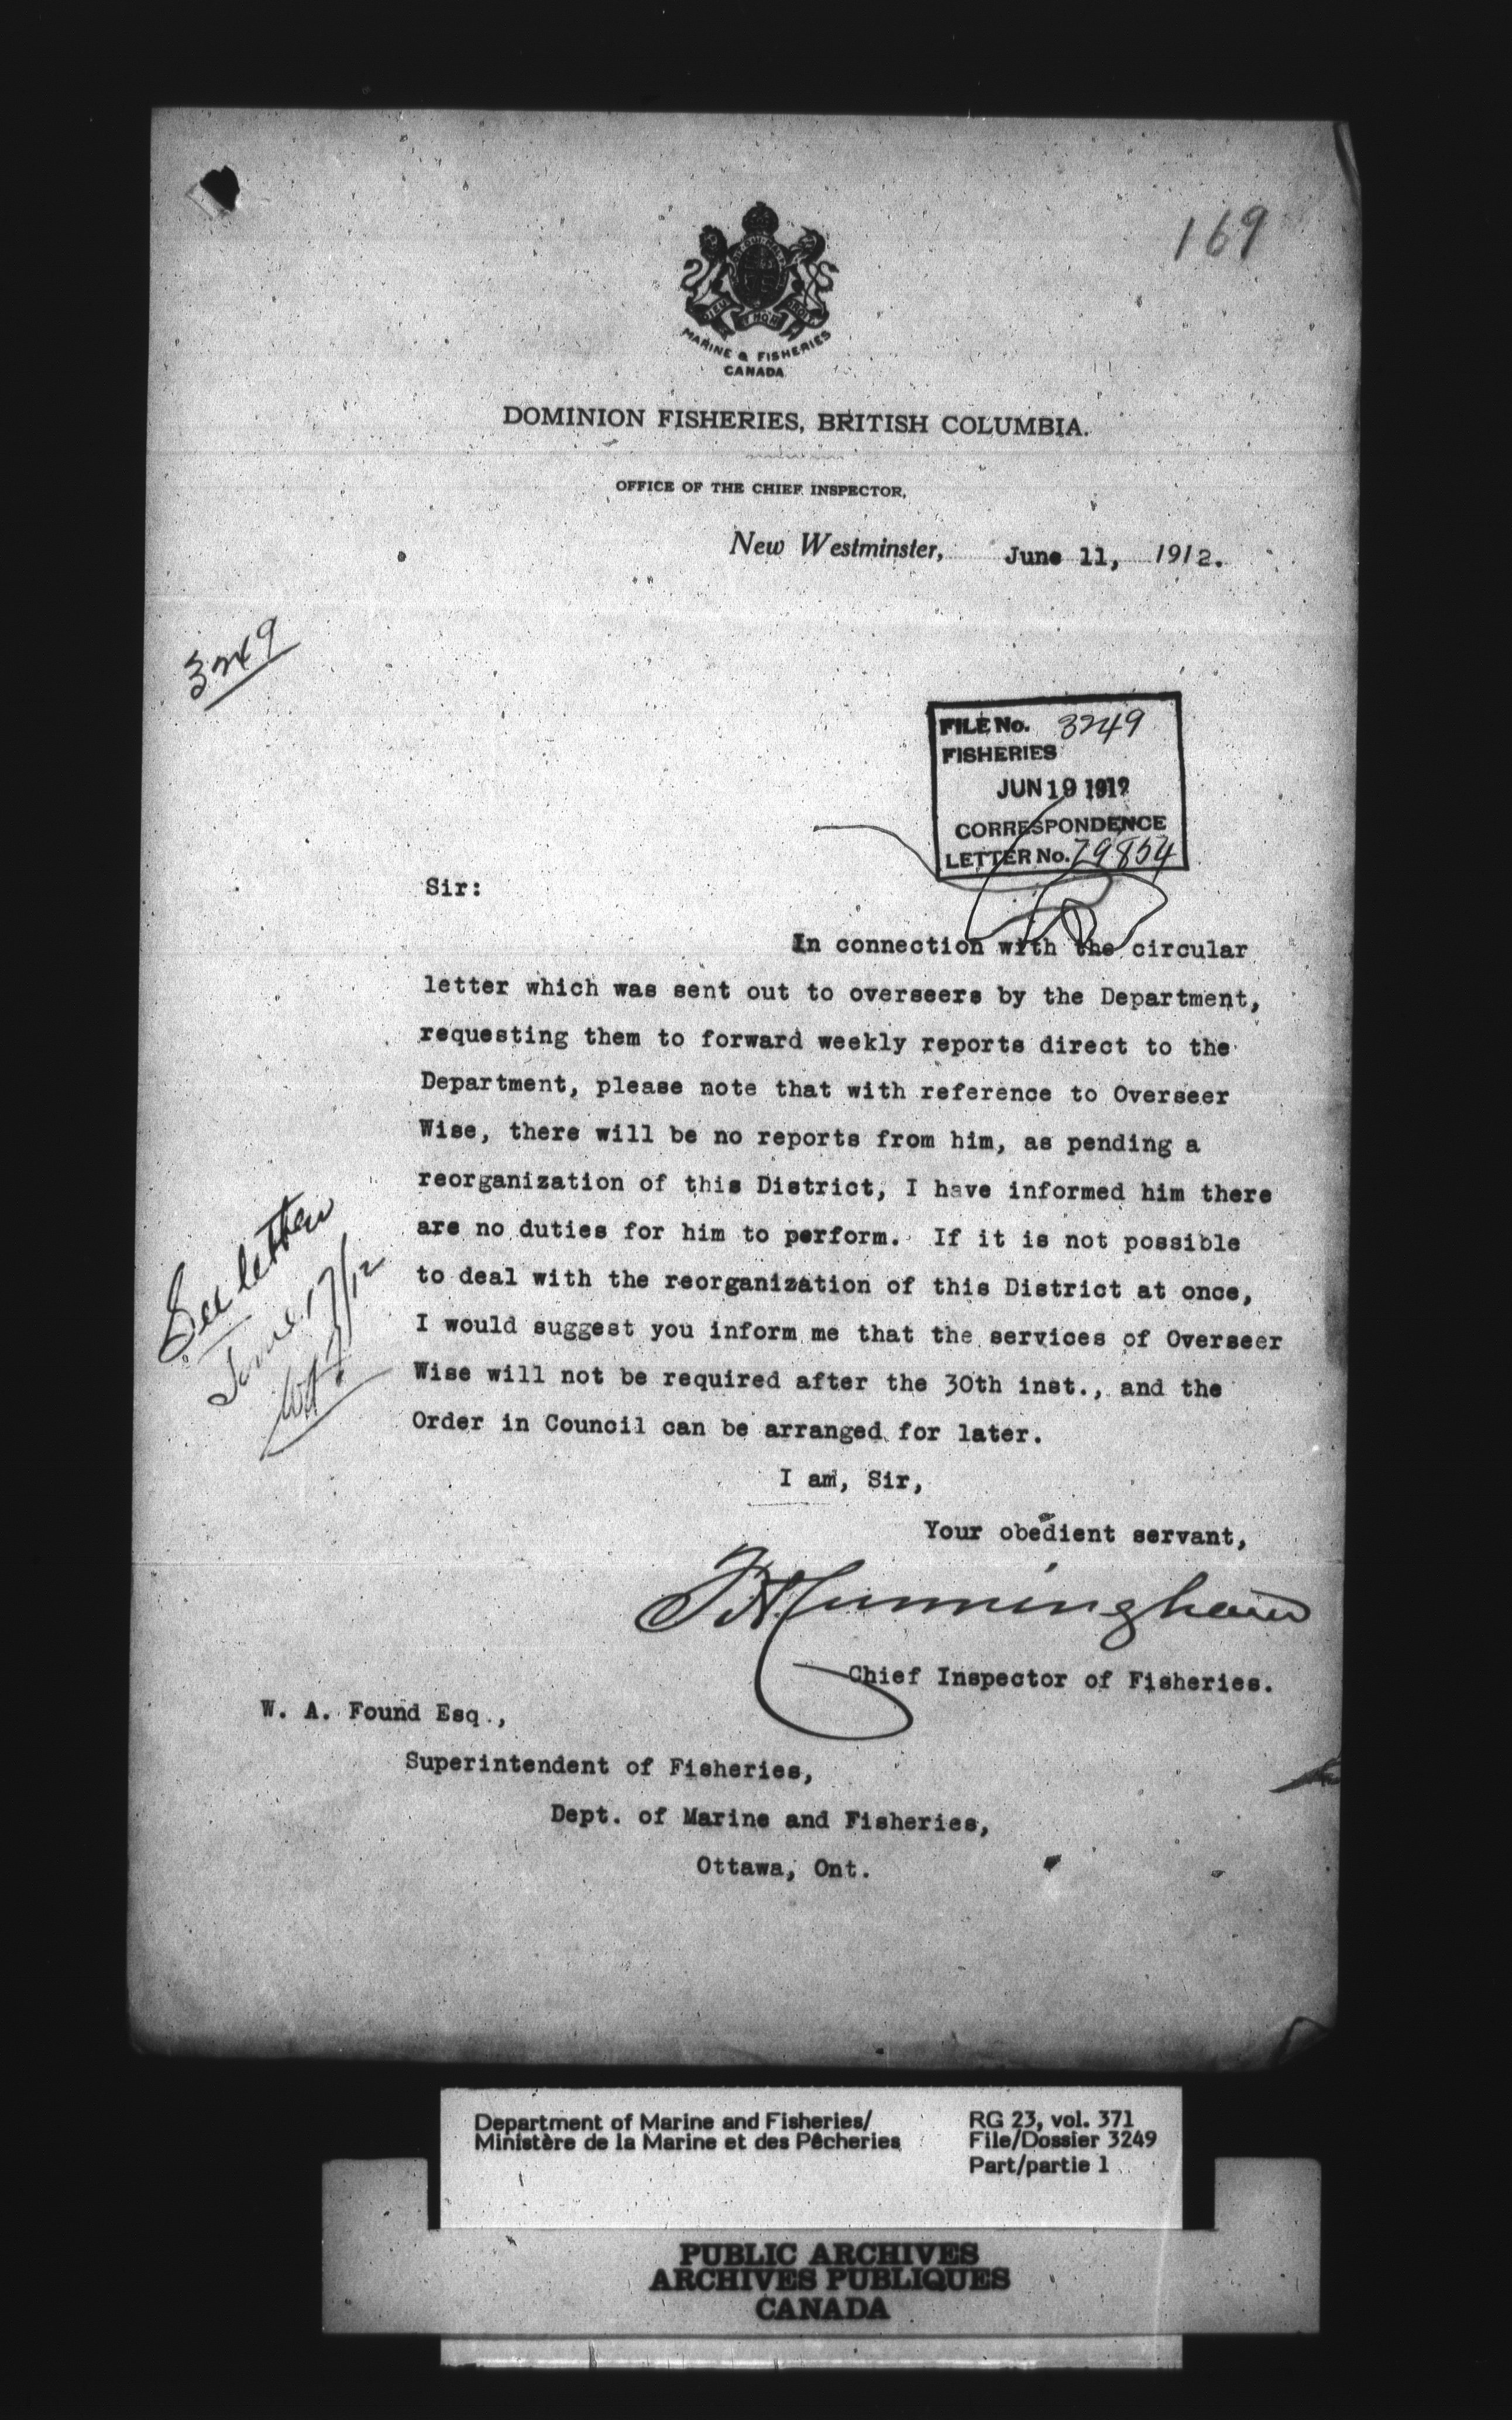 169
MARINE & FISHERIES
CANADA
DOMINION FISHERIES, BRITISH COLUMBIA.
OFFICE OF THE CHIEF INSPECTOR,
New Westminster, June 11, 1912.
3249
FILE No. 3249
FISHERIES
JUN 19 1912
CORRESPONDENCE
LETTER No. 79854
Sir:
In connection with the circular
letter which was sent out to overseers by the Department,
requesting them to forward weekly reports direct to the
Department, please note that with reference to Overseer
Wise, there will be no reports from him, as pending a
reorganization of this District, I have informed him there
are no duties for him to perform. If it is not possible
to deal with the reorganization of this District at once,
I would suggest you inform me that the services of Overseer
Wise will not be required after the 30th inst., and the
Order in Council can be arranged for later.
See letter
June 17/12
I am, Sir,
Your obedient servant,
F H Cunningham
Chief Inspector of Fisheries.
W. A. Found Esq.,
Superintendent of Fisheries,
Dept. of Marine and Fisheries,
Ottawa, Ont.
Department of Marine and Fisheries/
Ministère de la Marine et des Pêcheries
RG 23, vol. 371
File/Dossier 3249
Part/partie 1
PUBLIC ARCHIVES
ARCHIVES PUBLIQUES
CANADA